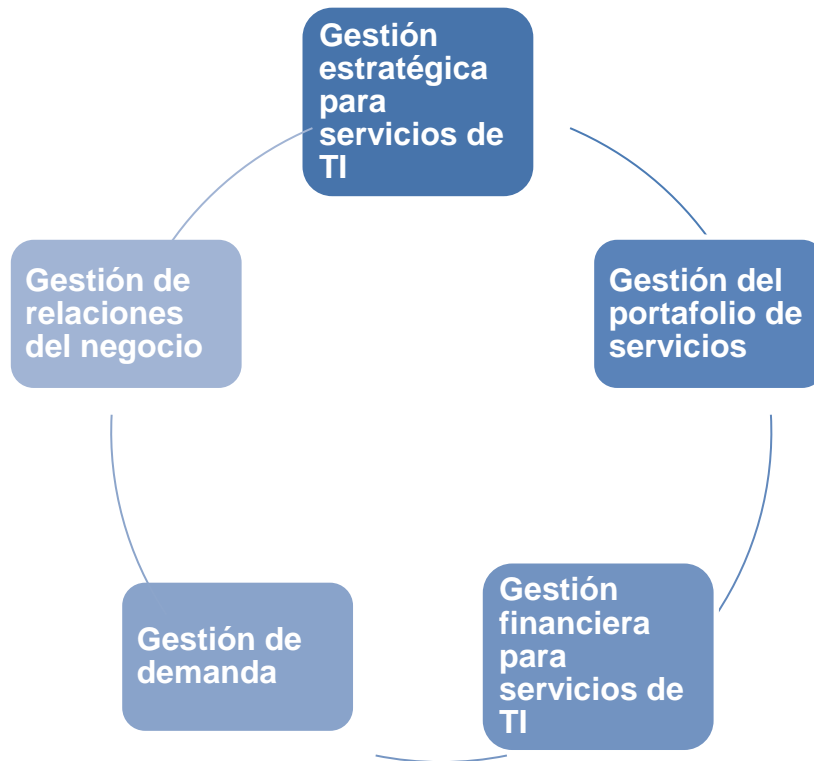 Gestión
estratégica
para
servicios de
TI
Gestión del
portafolio de
servicios
Gestión
financiera
para
servicios de
TI
Gestión de
demanda
Gestión de
relaciones
del negocio